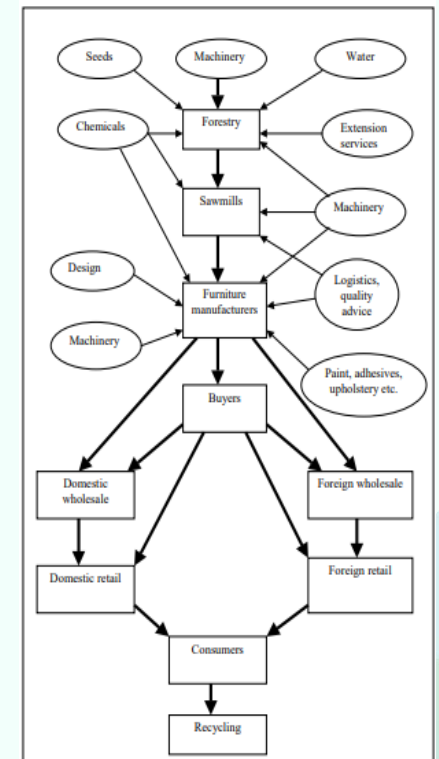 Seeds
Machinery
Water
Chemicals
Forestry
Extension
services
Sawmills
Machinery
Design
Furniture
manufacturers
Logistics,
quality
advice
Machinery
Paint, adhesives,
upholstery etc.
Buyers
Domestic
wholesale
Foreign wholesale
Domestic retail
Foreign retail
Consumers
Recycling